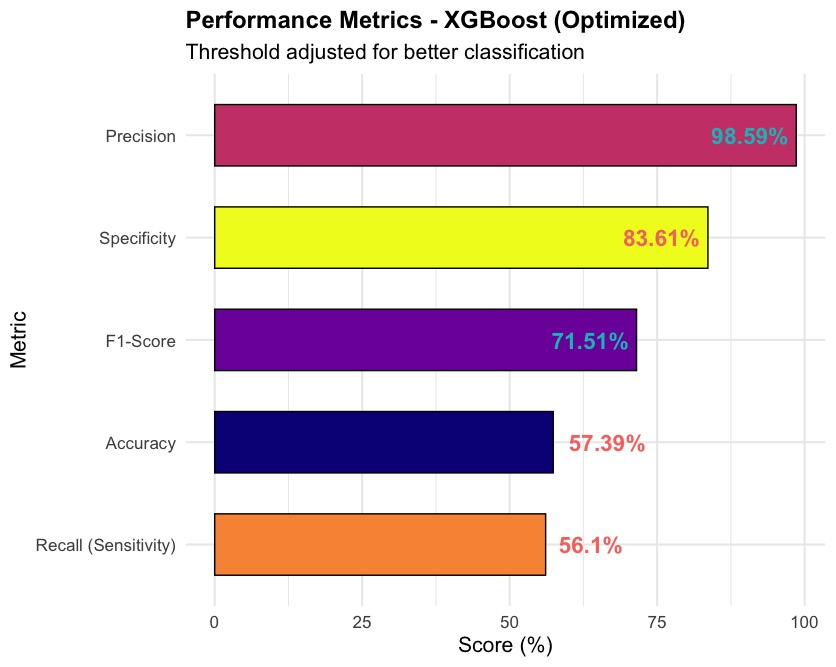 Performance Metrics - XGBoost (Optimized)
Threshold adjusted for better classification
Metric
Precision
98.59%
Specificity
83.61%
F1-Score
71.51%
Accuracy
57.39%
Recall (Sensitivity)
56.1%
0 25 50 75 100
Score (%)